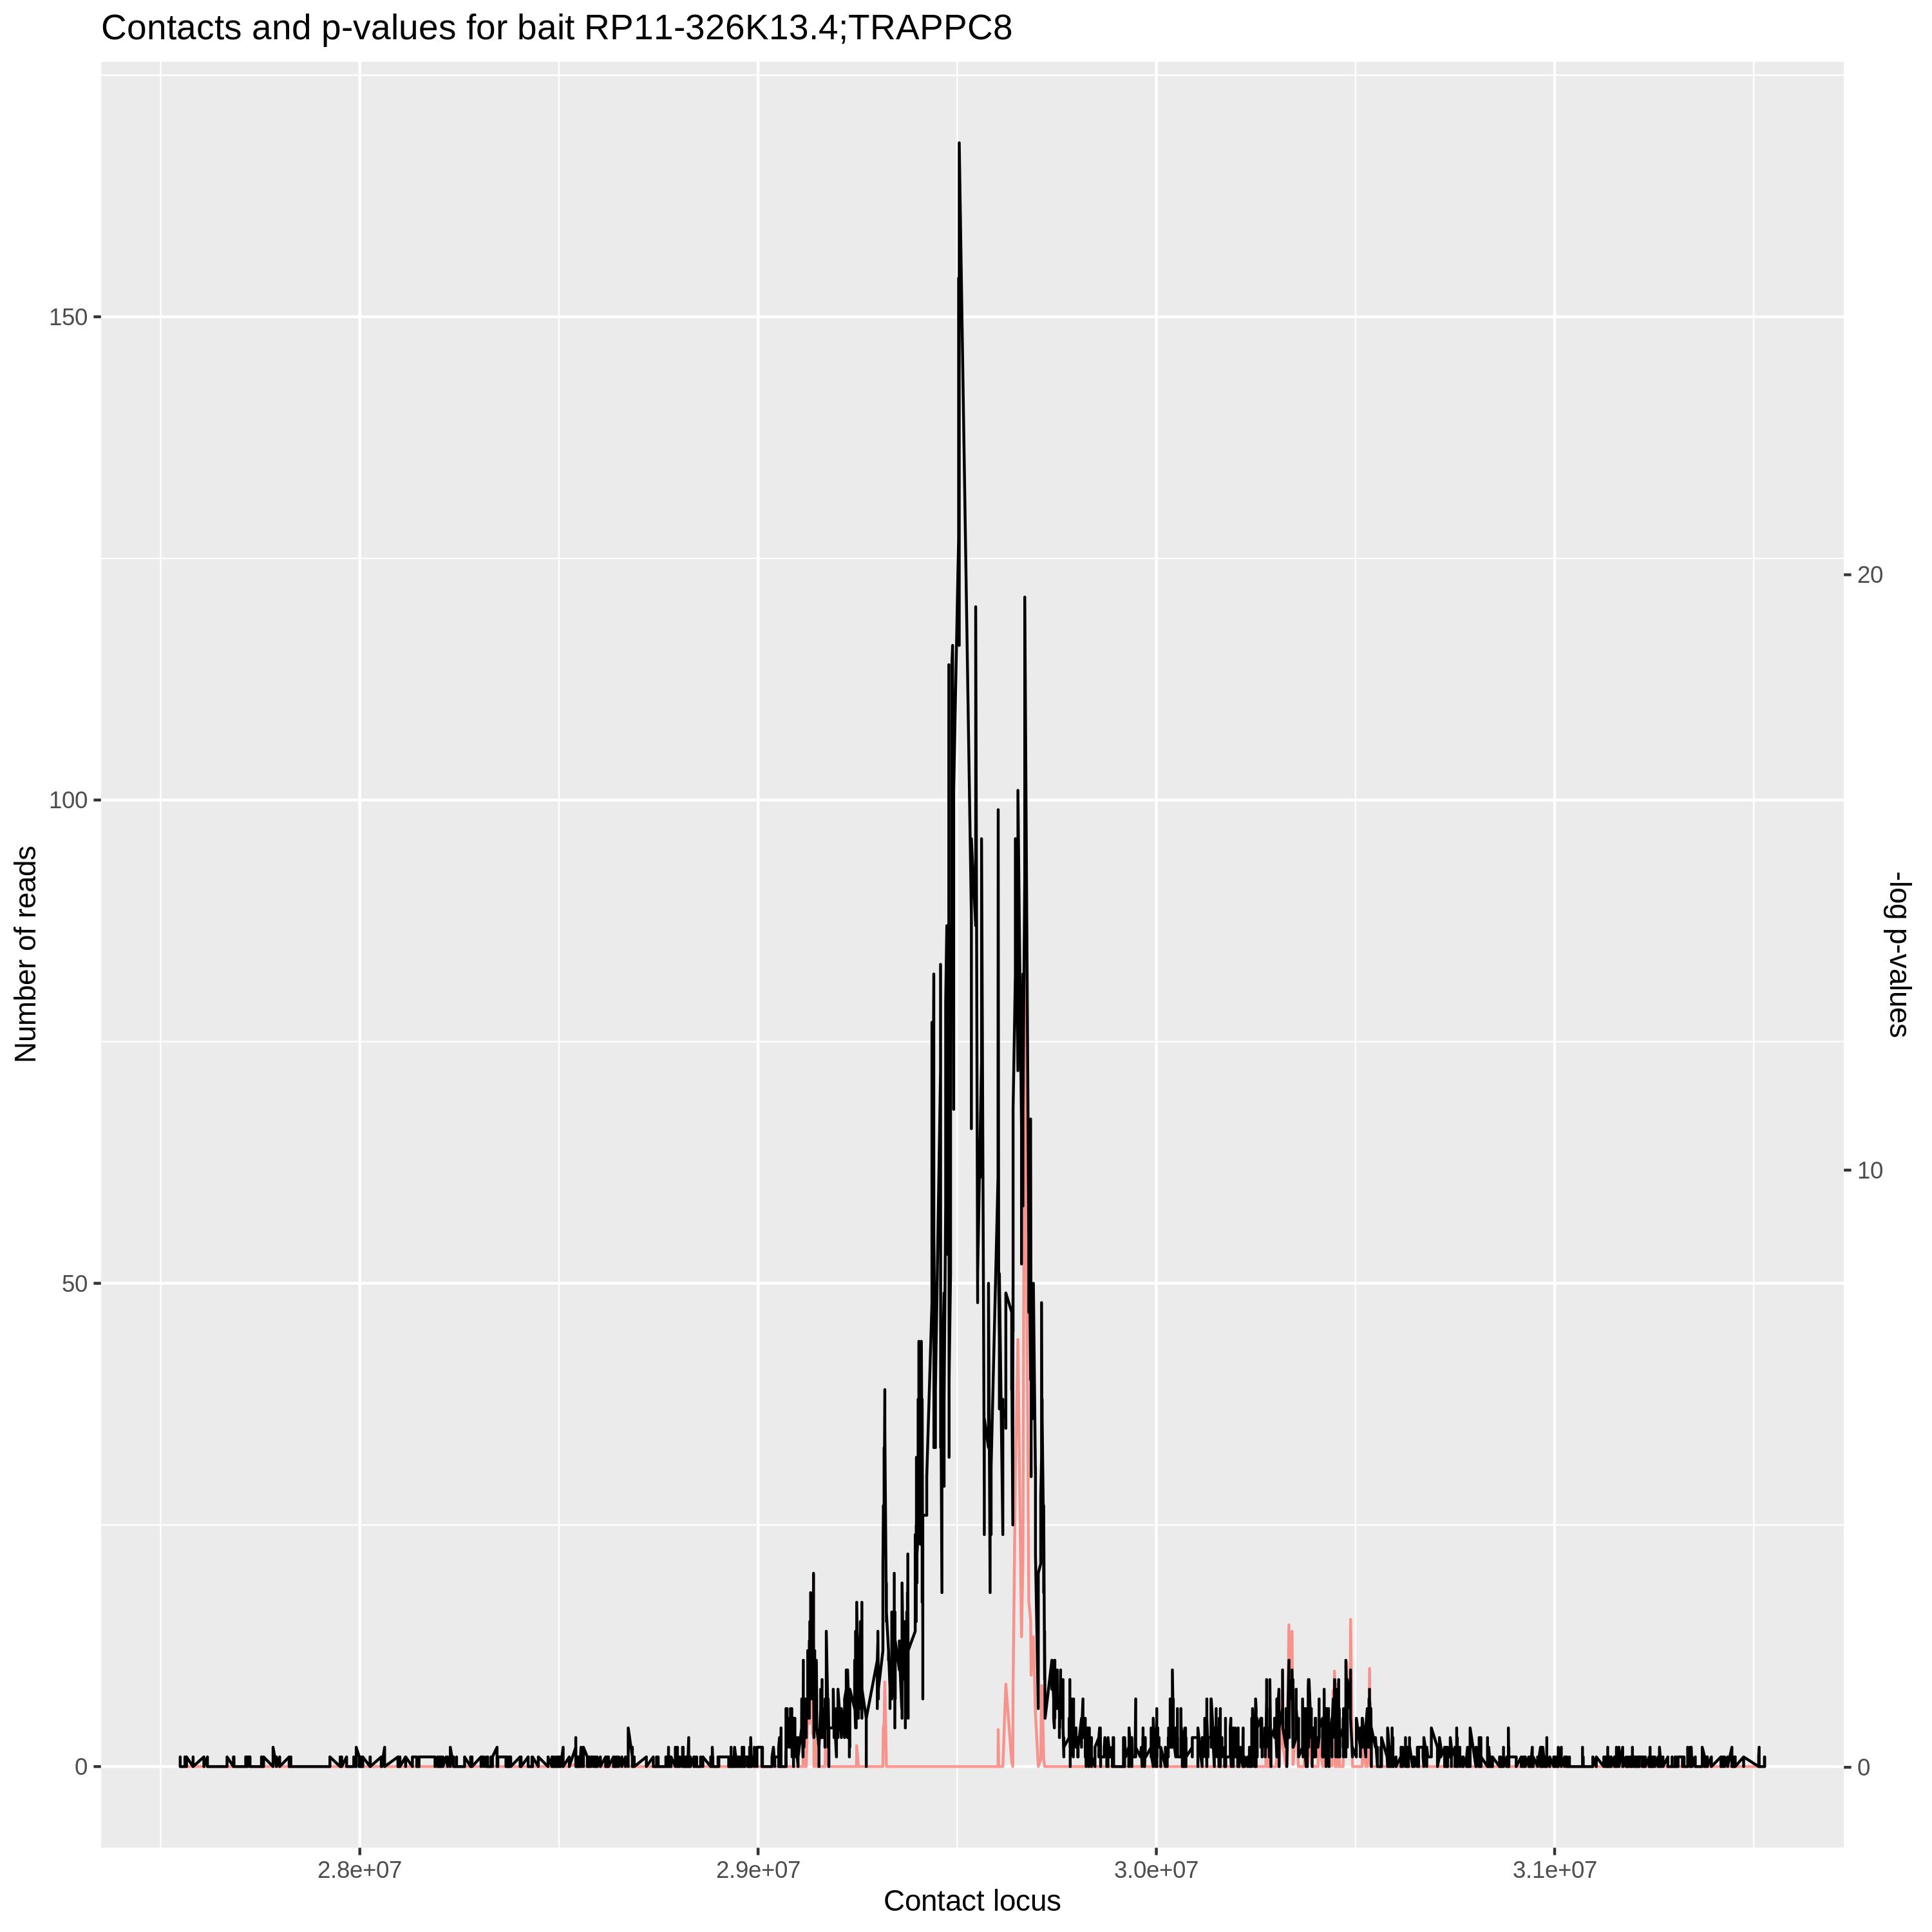 Contacts and p-values for bait RP11-326K13.4;TRAPPC8
150
100
50
0
Number of reads
20
10
0
-log p-values
2.8e+07
2.9e+07
3.0e+07
3.1e+07
Contact locus